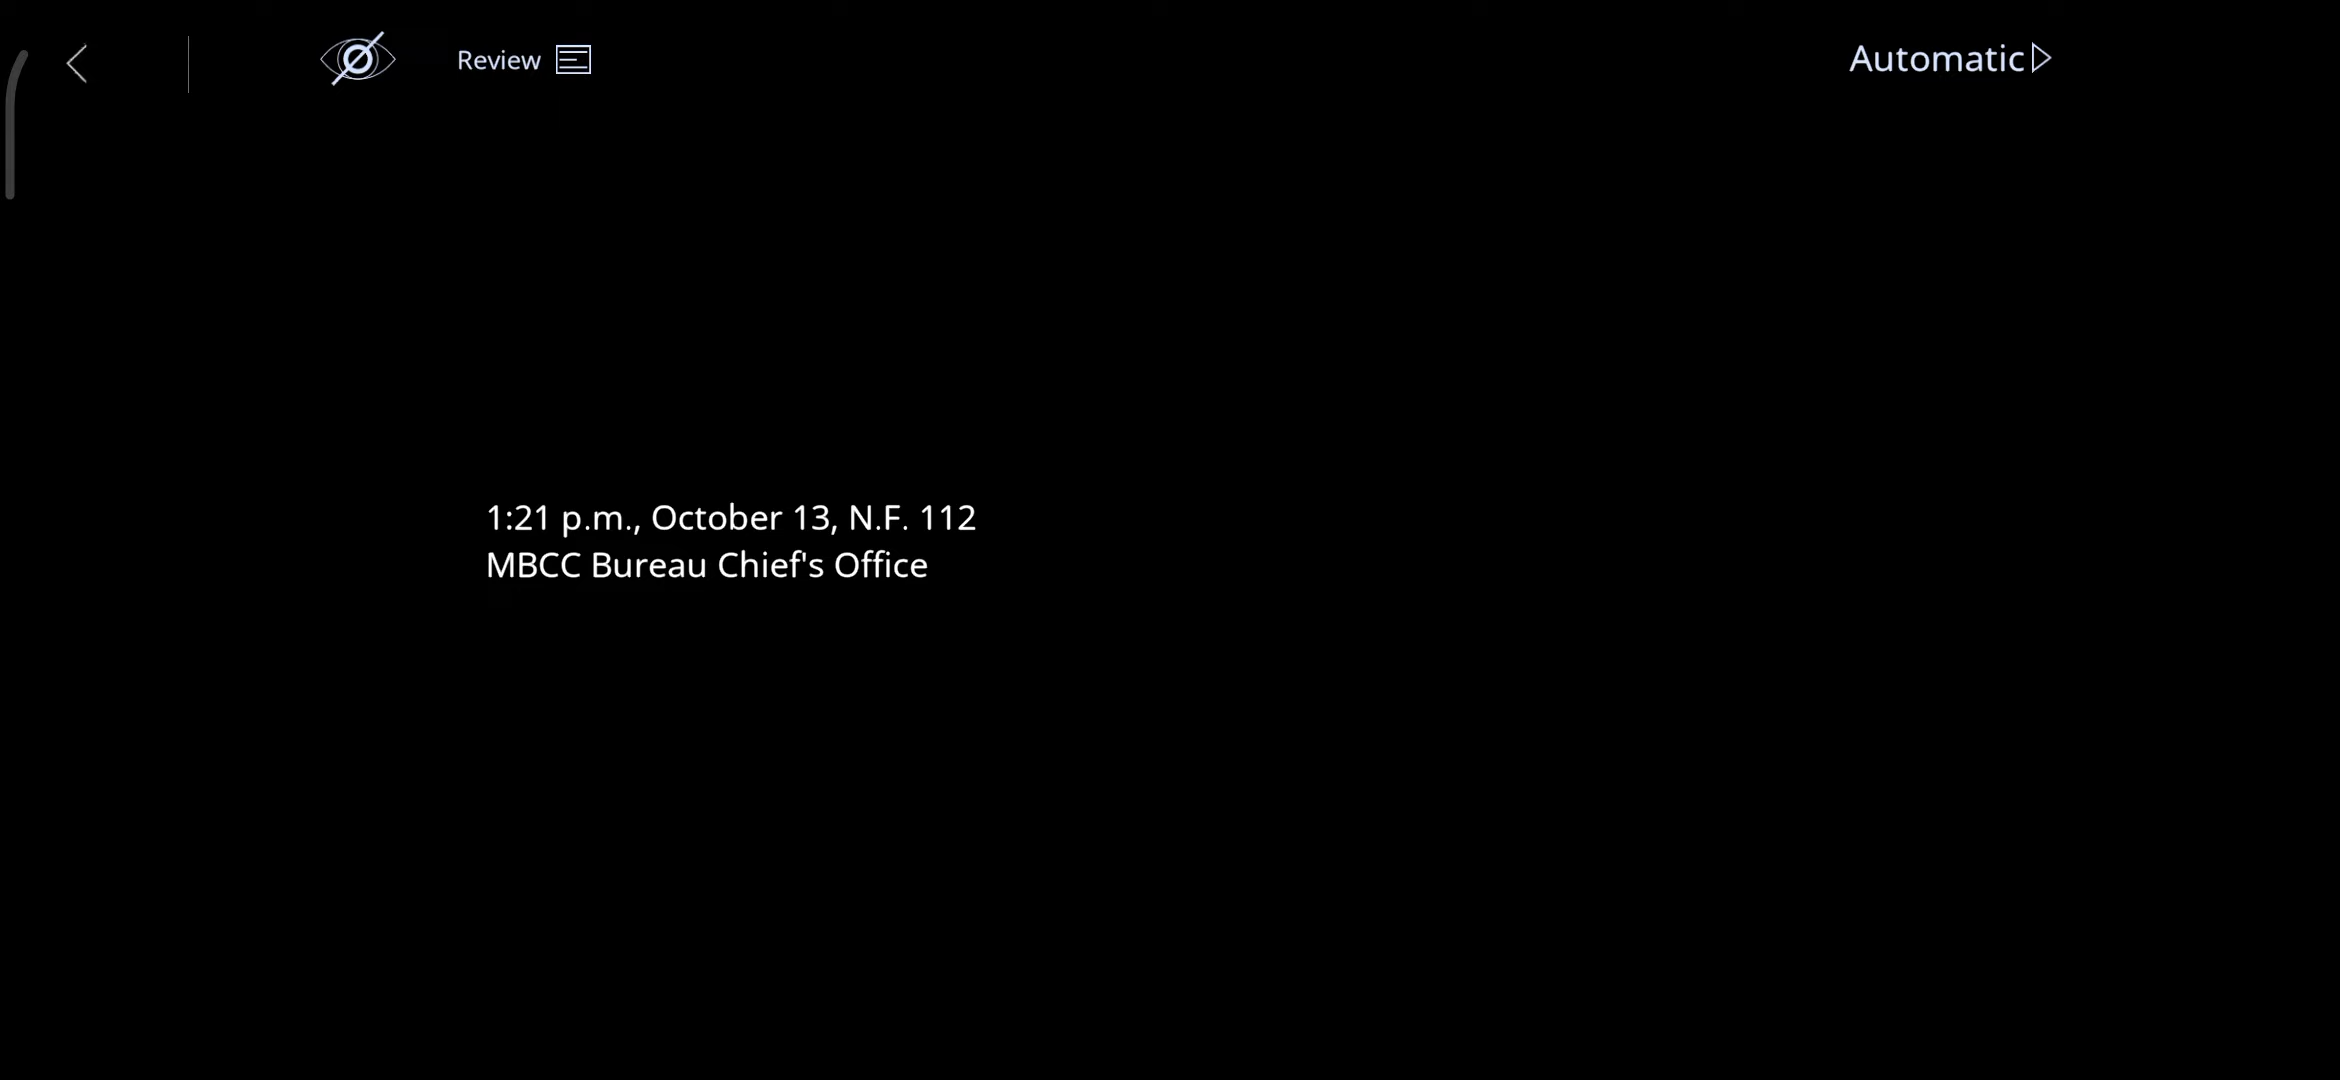 Review
Automatic
1:21 p.m., October 13, N.F. 112
MBCC Bureau Chief's Office